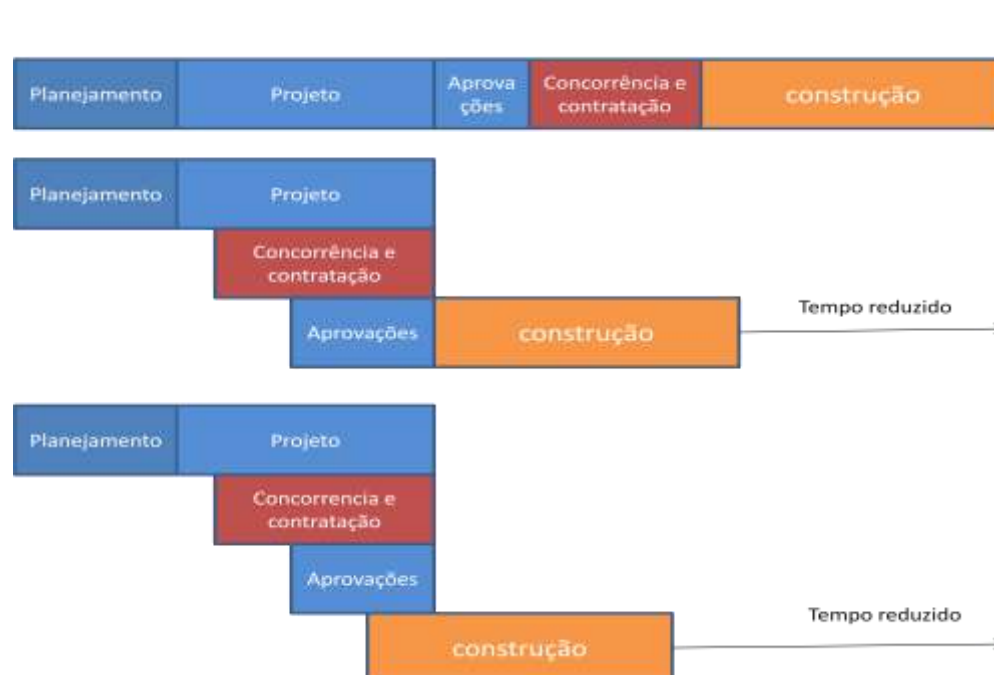 Planejamento
Projeto
Aprova
ções
Concorrência e
contratação
construção
Planejamento
Projeto
Concorrência e
contratação
Aprovações
construção
Tempo reduzido
Planejamento
Projeto
Concorrencia e
contratação
Aprovações
construção
Tempo reduzido